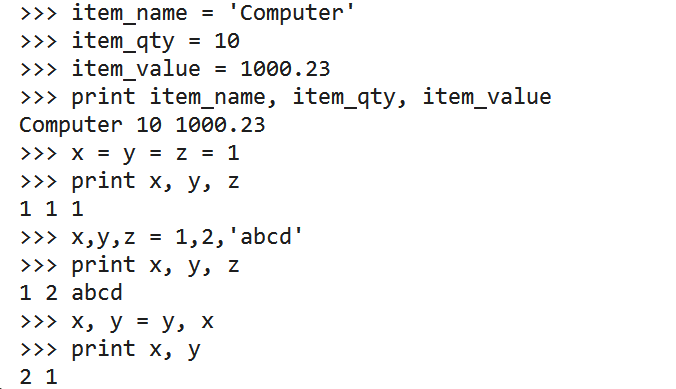 >>> item_name = 'Computer'
>>> item_qty = 10
>>> item_value = 1000.23
>>> print item_name, item_qty, item_value
Computer 10 1000.23
>>> x = y = z = 1
>>> print x, y, z
1 1 1
>>> x,y,z = 1,2,'abcd'
>>> print x, y, z
1 2 abcd
>>> x, y = y, x
>>> print x, y
2 1